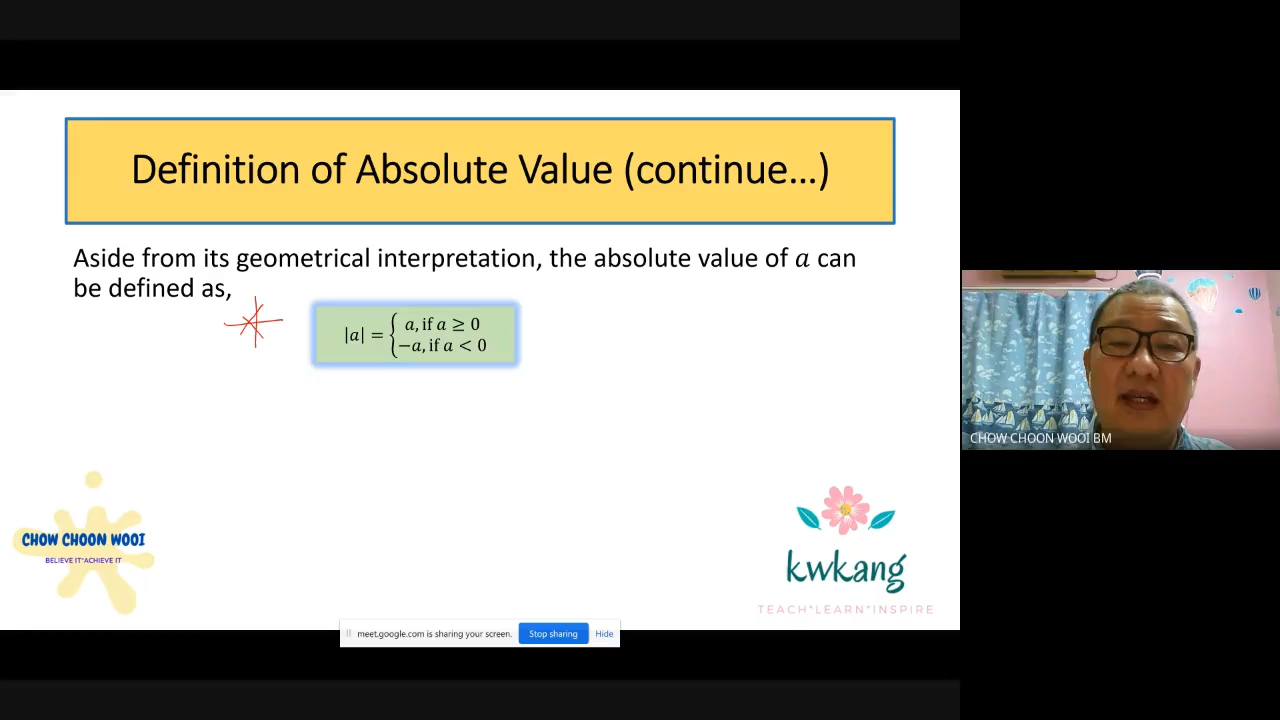 Definition of Absolute Value (continue…)
Aside from its geometrical interpretation, the absolute value of 𝑎 can
be defined as,
|𝑎| = { 𝑎, if 𝑎 ≥ 0
−𝑎, if 𝑎 < 0
CHOW CHOON WOOI BM
CHOW CHOON WOOI
BELIEVE IT*ACHIEVE IT
kwkang
TEACH*LEARN*INSPIRE
meet.google.com is sharing your screen. Stop sharing Hide